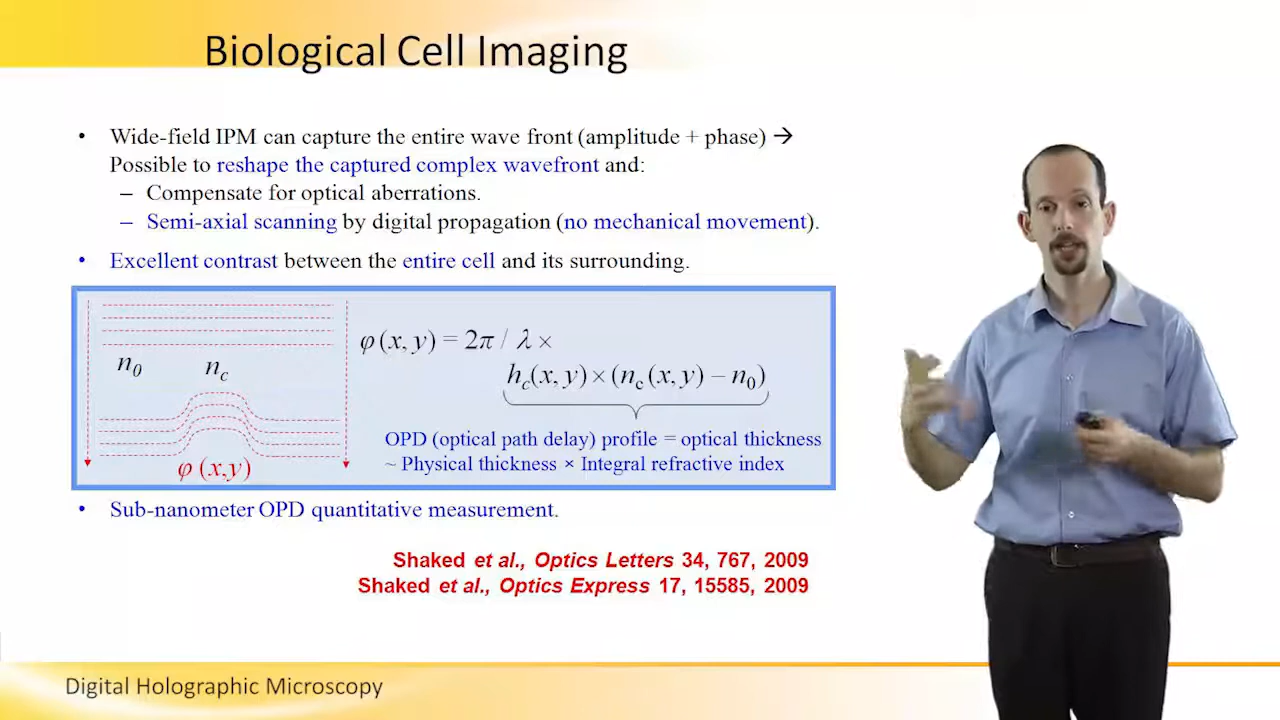 Biological Cell Imaging
• Wide-field IPM can capture the entire wave front (amplitude + phase) →
Possible to reshape the captured complex wavefront and:
– Compensate for optical aberrations.
– Semi-axial scanning by digital propagation (no mechanical movement).
• Excellent contrast between the entire cell and its surrounding.
n₀ n_c
φ (x,y)
φ(x, y) = 2π / λ ×
h_c(x, y) × (n_c(x, y) − n₀)
OPD (optical path delay) profile = optical thickness
~ Physical thickness × Integral refractive index
• Sub-nanometer OPD quantitative measurement.
Shaked et al., Optics Letters 34, 767, 2009
Shaked et al., Optics Express 17, 15585, 2009
Digital Holographic Microscopy